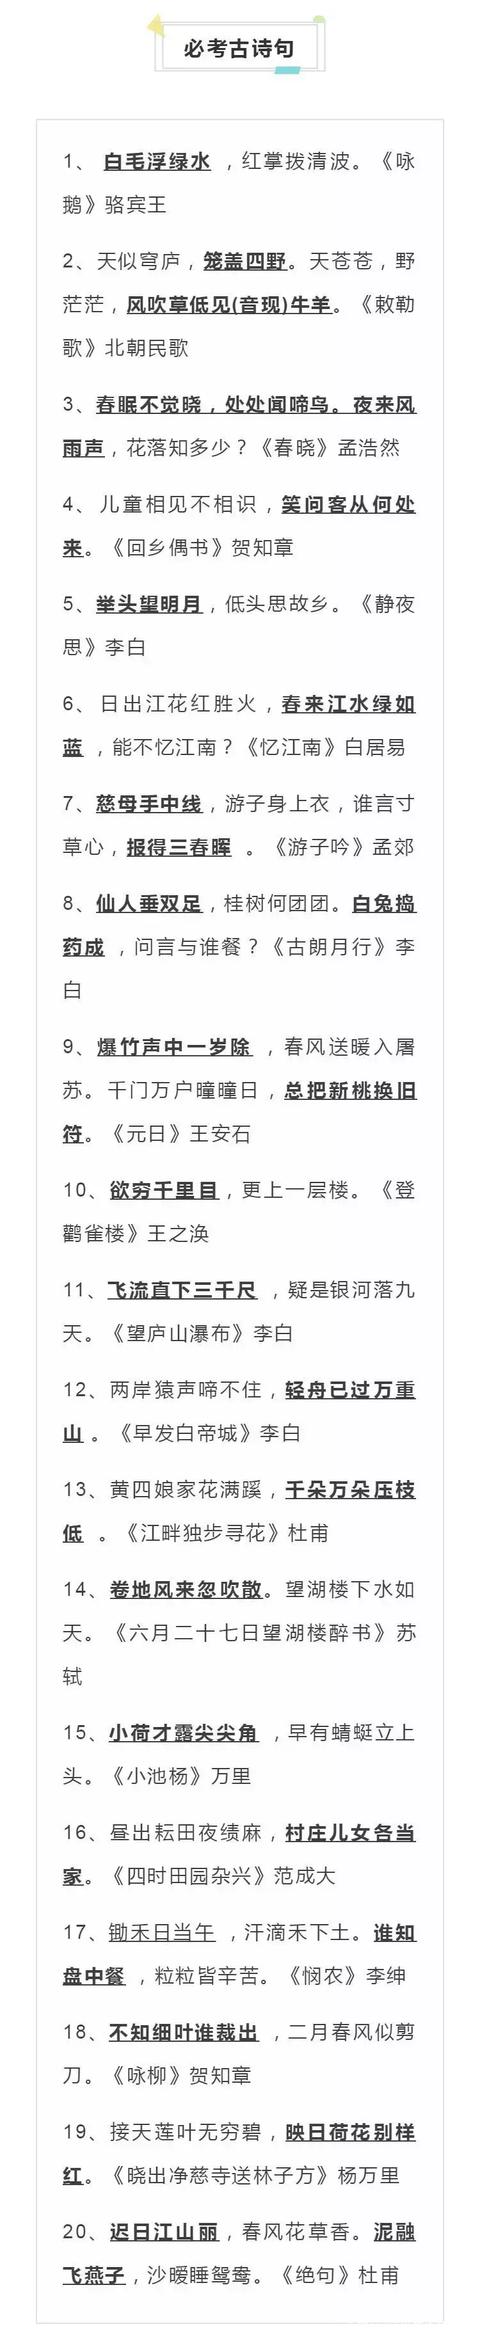 必考古诗句
1、 白毛浮绿水 ，红掌拨清波。《咏
鹅》骆宾王
2、天似穹庐，笼盖四野。天苍苍，野
茫茫，风吹草低见(音现)牛羊。《敕勒
歌》北朝民歌
3、春眠不觉晓，处处闻啼鸟。夜来风
雨声，花落知多少？《春晓》孟浩然
4、儿童相见不相识，笑问客从何处
来。《回乡偶书》贺知章
5、举头望明月，低头思故乡。《静夜
思》李白
6、日出江花红胜火，春来江水绿如
蓝 ，能不忆江南？《忆江南》白居易
7、慈母手中线，游子身上衣，谁言寸
草心，报得三春晖 。《游子吟》孟郊
8、仙人垂双足，桂树何团团。白兔捣
药成 ，问言与谁餐？《古朗月行》李
白
9、爆竹声中一岁除 ，春风送暖入屠
苏。千门万户曈曈日，总把新桃换旧
符。《元日》王安石
10、欲穷千里目，更上一层楼。《登
鹳雀楼》王之涣
11、飞流直下三千尺 ，疑是银河落九
天。《望庐山瀑布》李白
12、两岸猿声啼不住，轻舟已过万重
山 。《早发白帝城》李白
13、黄四娘家花满蹊，千朵万朵压枝
低 。《江畔独步寻花》杜甫
14、卷地风来忽吹散。望湖楼下水如
天。《六月二十七日望湖楼醉书》苏
轼
15、小荷才露尖尖角 ，早有蜻蜓立上
头。《小池杨》万里
16、昼出耘田夜绩麻，村庄儿女各当
家。《四时田园杂兴》范成大
17、锄禾日当午 ，汗滴禾下土。谁知
盘中餐 ，粒粒皆辛苦。《悯农》李绅
18、不知细叶谁裁出 ，二月春风似剪
刀。《咏柳》贺知章
19、接天莲叶无穷碧，映日荷花别样
红。《晓出净慈寺送林子方》杨万里
20、迟日江山丽，春风花草香。泥融
飞燕子，沙暖睡鸳鸯。《绝句》杜甫